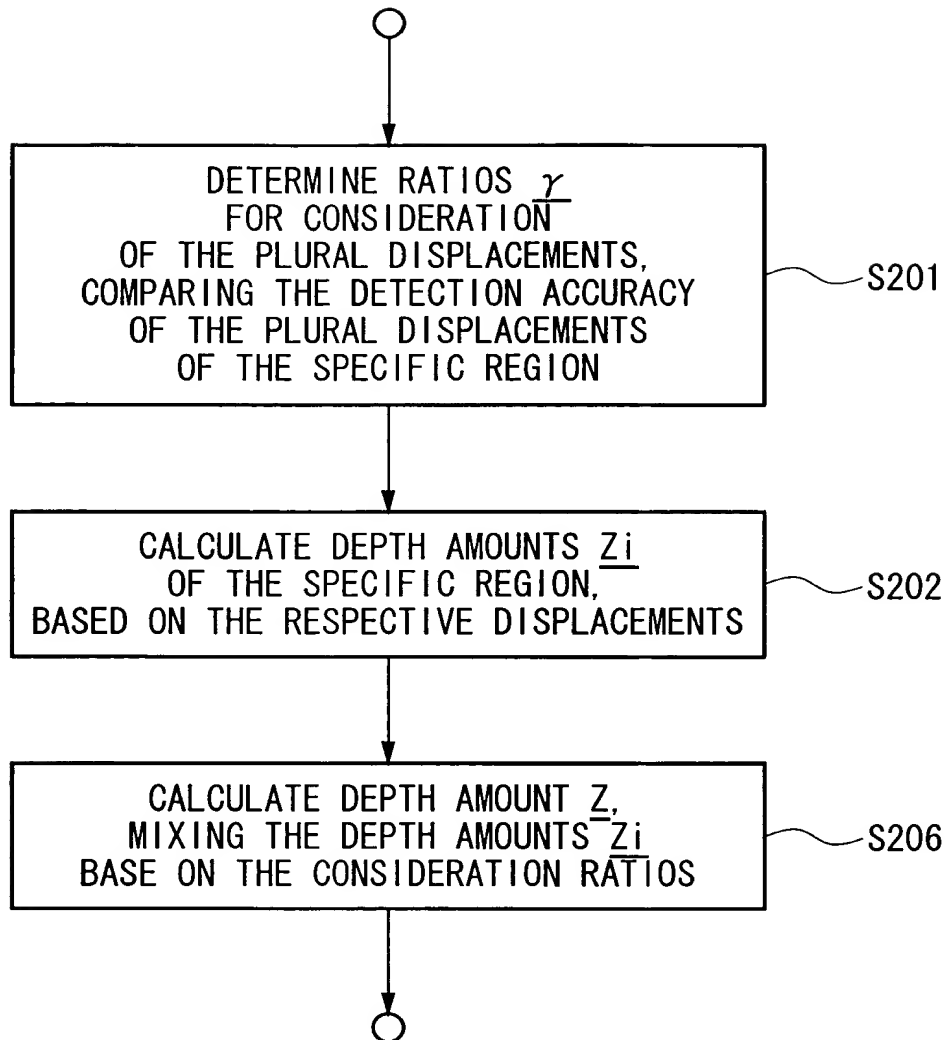 DETERMINE RATIOS γ
FOR CONSIDERATION
OF THE PLURAL DISPLACEMENTS,
COMPARING THE DETECTION ACCURACY
OF THE PLURAL DISPLACEMENTS
OF THE SPECIFIC REGION
S201
CALCULATE DEPTH AMOUNTS Zi
OF THE SPECIFIC REGION,
BASED ON THE RESPECTIVE DISPLACEMENTS
S202
CALCULATE DEPTH AMOUNT Z,
MIXING THE DEPTH AMOUNTS Zi
BASE ON THE CONSIDERATION RATIOS
S206